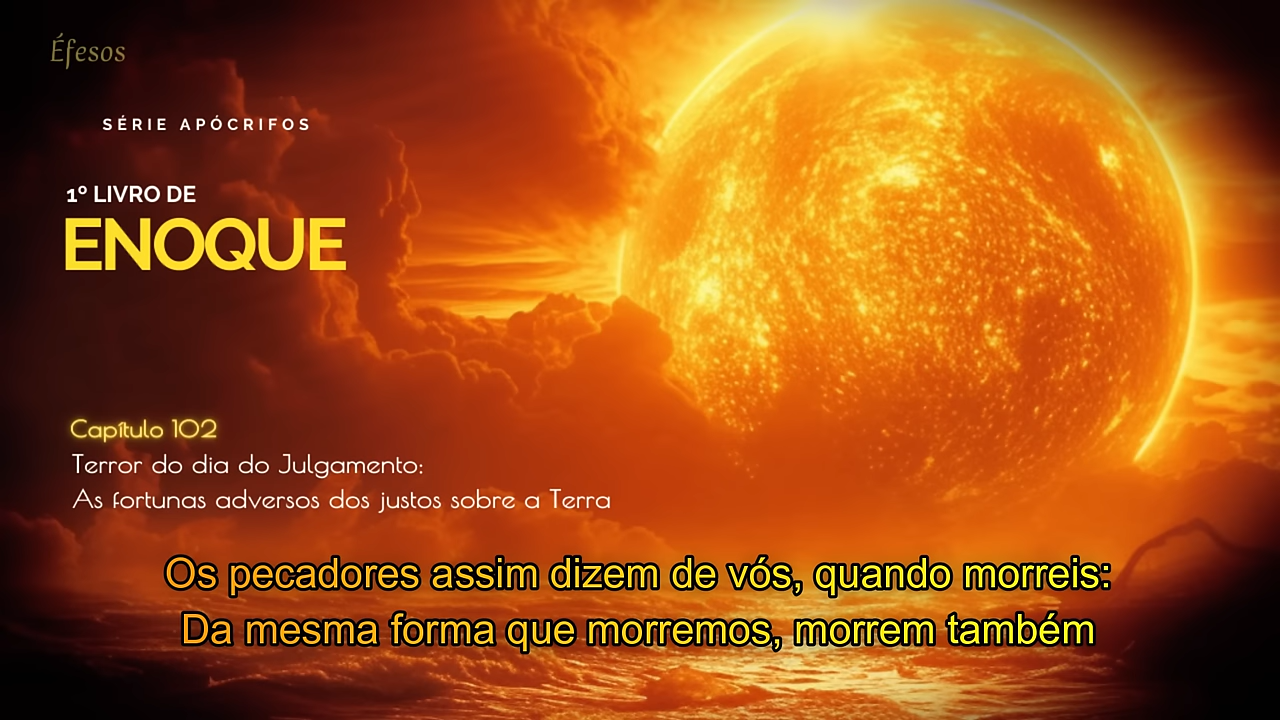 Éfesos
SÉRIE APÓCRIFOS
1º LIVRO DE
ENOQUE
Capítulo 102
Terror do dia do Julgamento:
As fortunas adversos dos justos sobre a Terra
Os pecadores assim dizem de vós, quando morreis:
Da mesma forma que morremos, morrem também